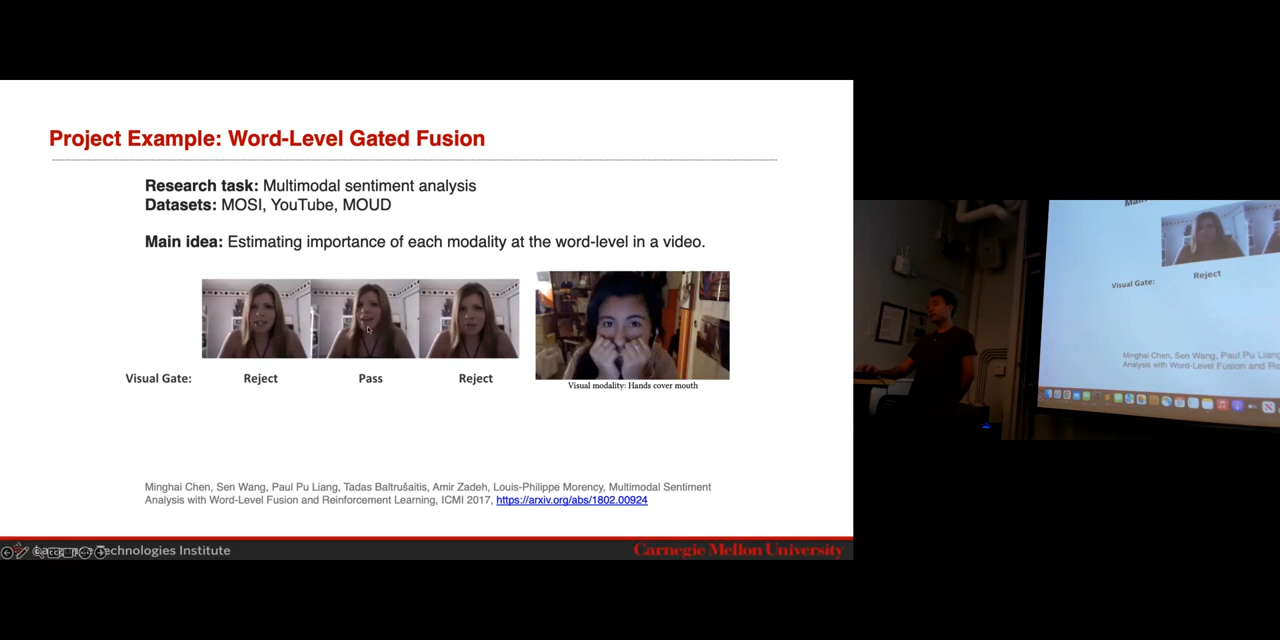 Project Example: Word-Level Gated Fusion
Research task: Multimodal sentiment analysis
Datasets: MOSI, YouTube, MOUD
Main idea: Estimating importance of each modality at the word-level in a video.
Visual Gate: Reject Pass Reject
Visual modality: Hands cover mouth
Minghai Chen, Sen Wang, Paul Pu Liang, Tadas Baltrušaitis, Amir Zadeh, Louis-Philippe Morency, Multimodal Sentiment
Analysis with Word-Level Fusion and Reinforcement Learning, ICMI 2017, https://arxiv.org/abs/1802.00924
Technologies Institute
Carnegie Mellon University
Visual Gate: Reject
Minghai Chen, Sen Wang, Paul Pu Liang
Analysis with Word-Level Fusion and Re